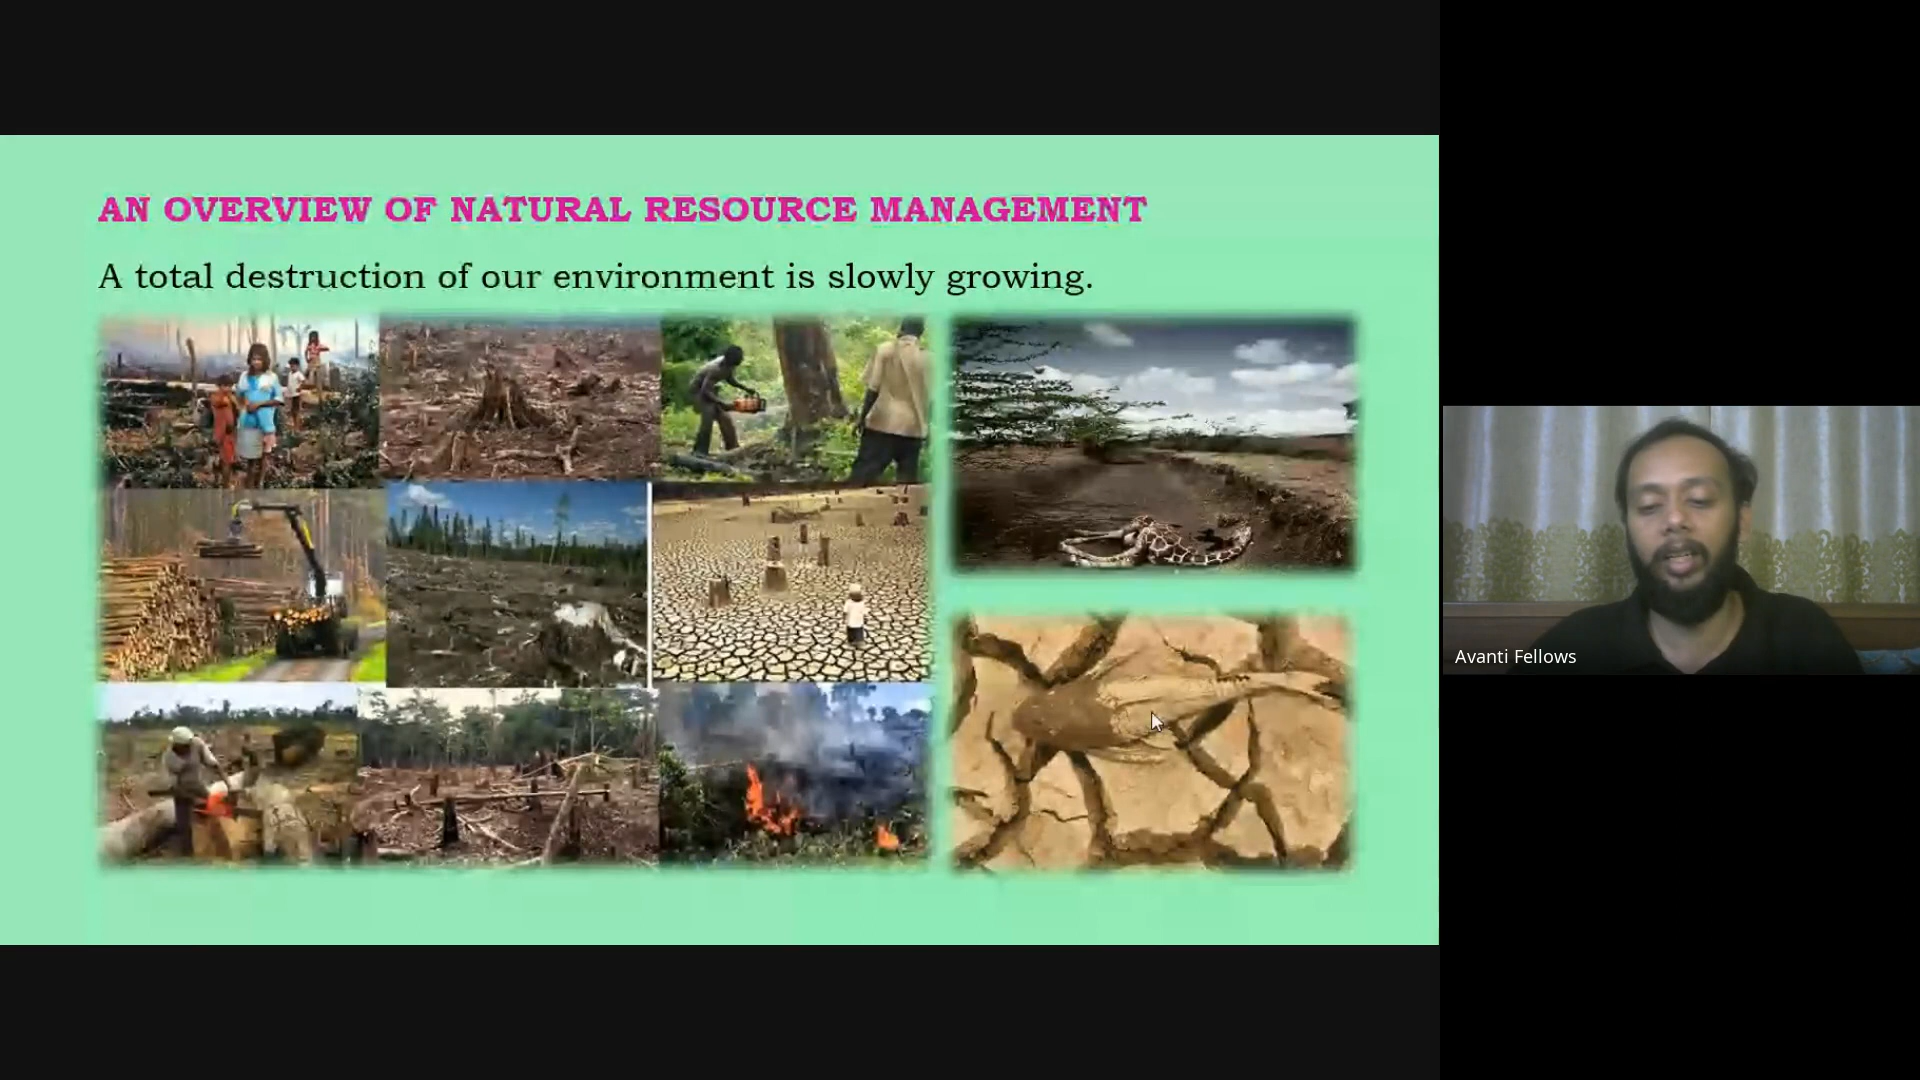 AN OVERVIEW OF NATURAL RESOURCE MANAGEMENT
A total destruction of our environment is slowly growing.
Avanti Fellows